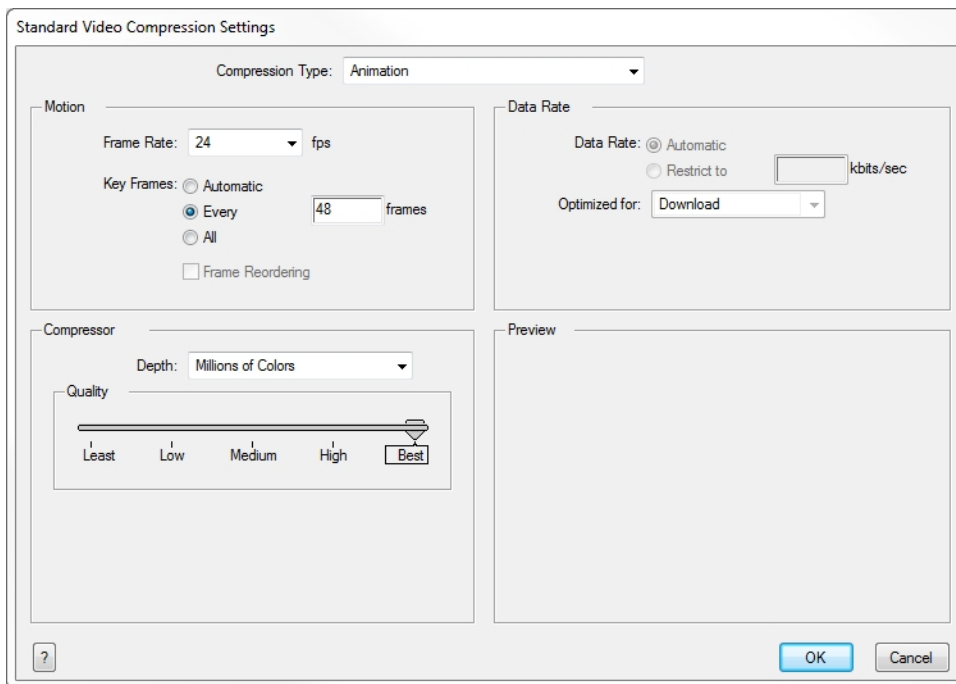 Standard Video Compression Settings
Compression Type: Animation
Motion
Frame Rate: 24 fps
Key Frames: Automatic
Every 48 frames
All
Frame Reordering
Data Rate
Data Rate: Automatic
Restrict to kbits/sec
Optimized for: Download
Compressor
Depth: Millions of Colors
Quality
Least Low Medium High Best
Preview
? OK Cancel